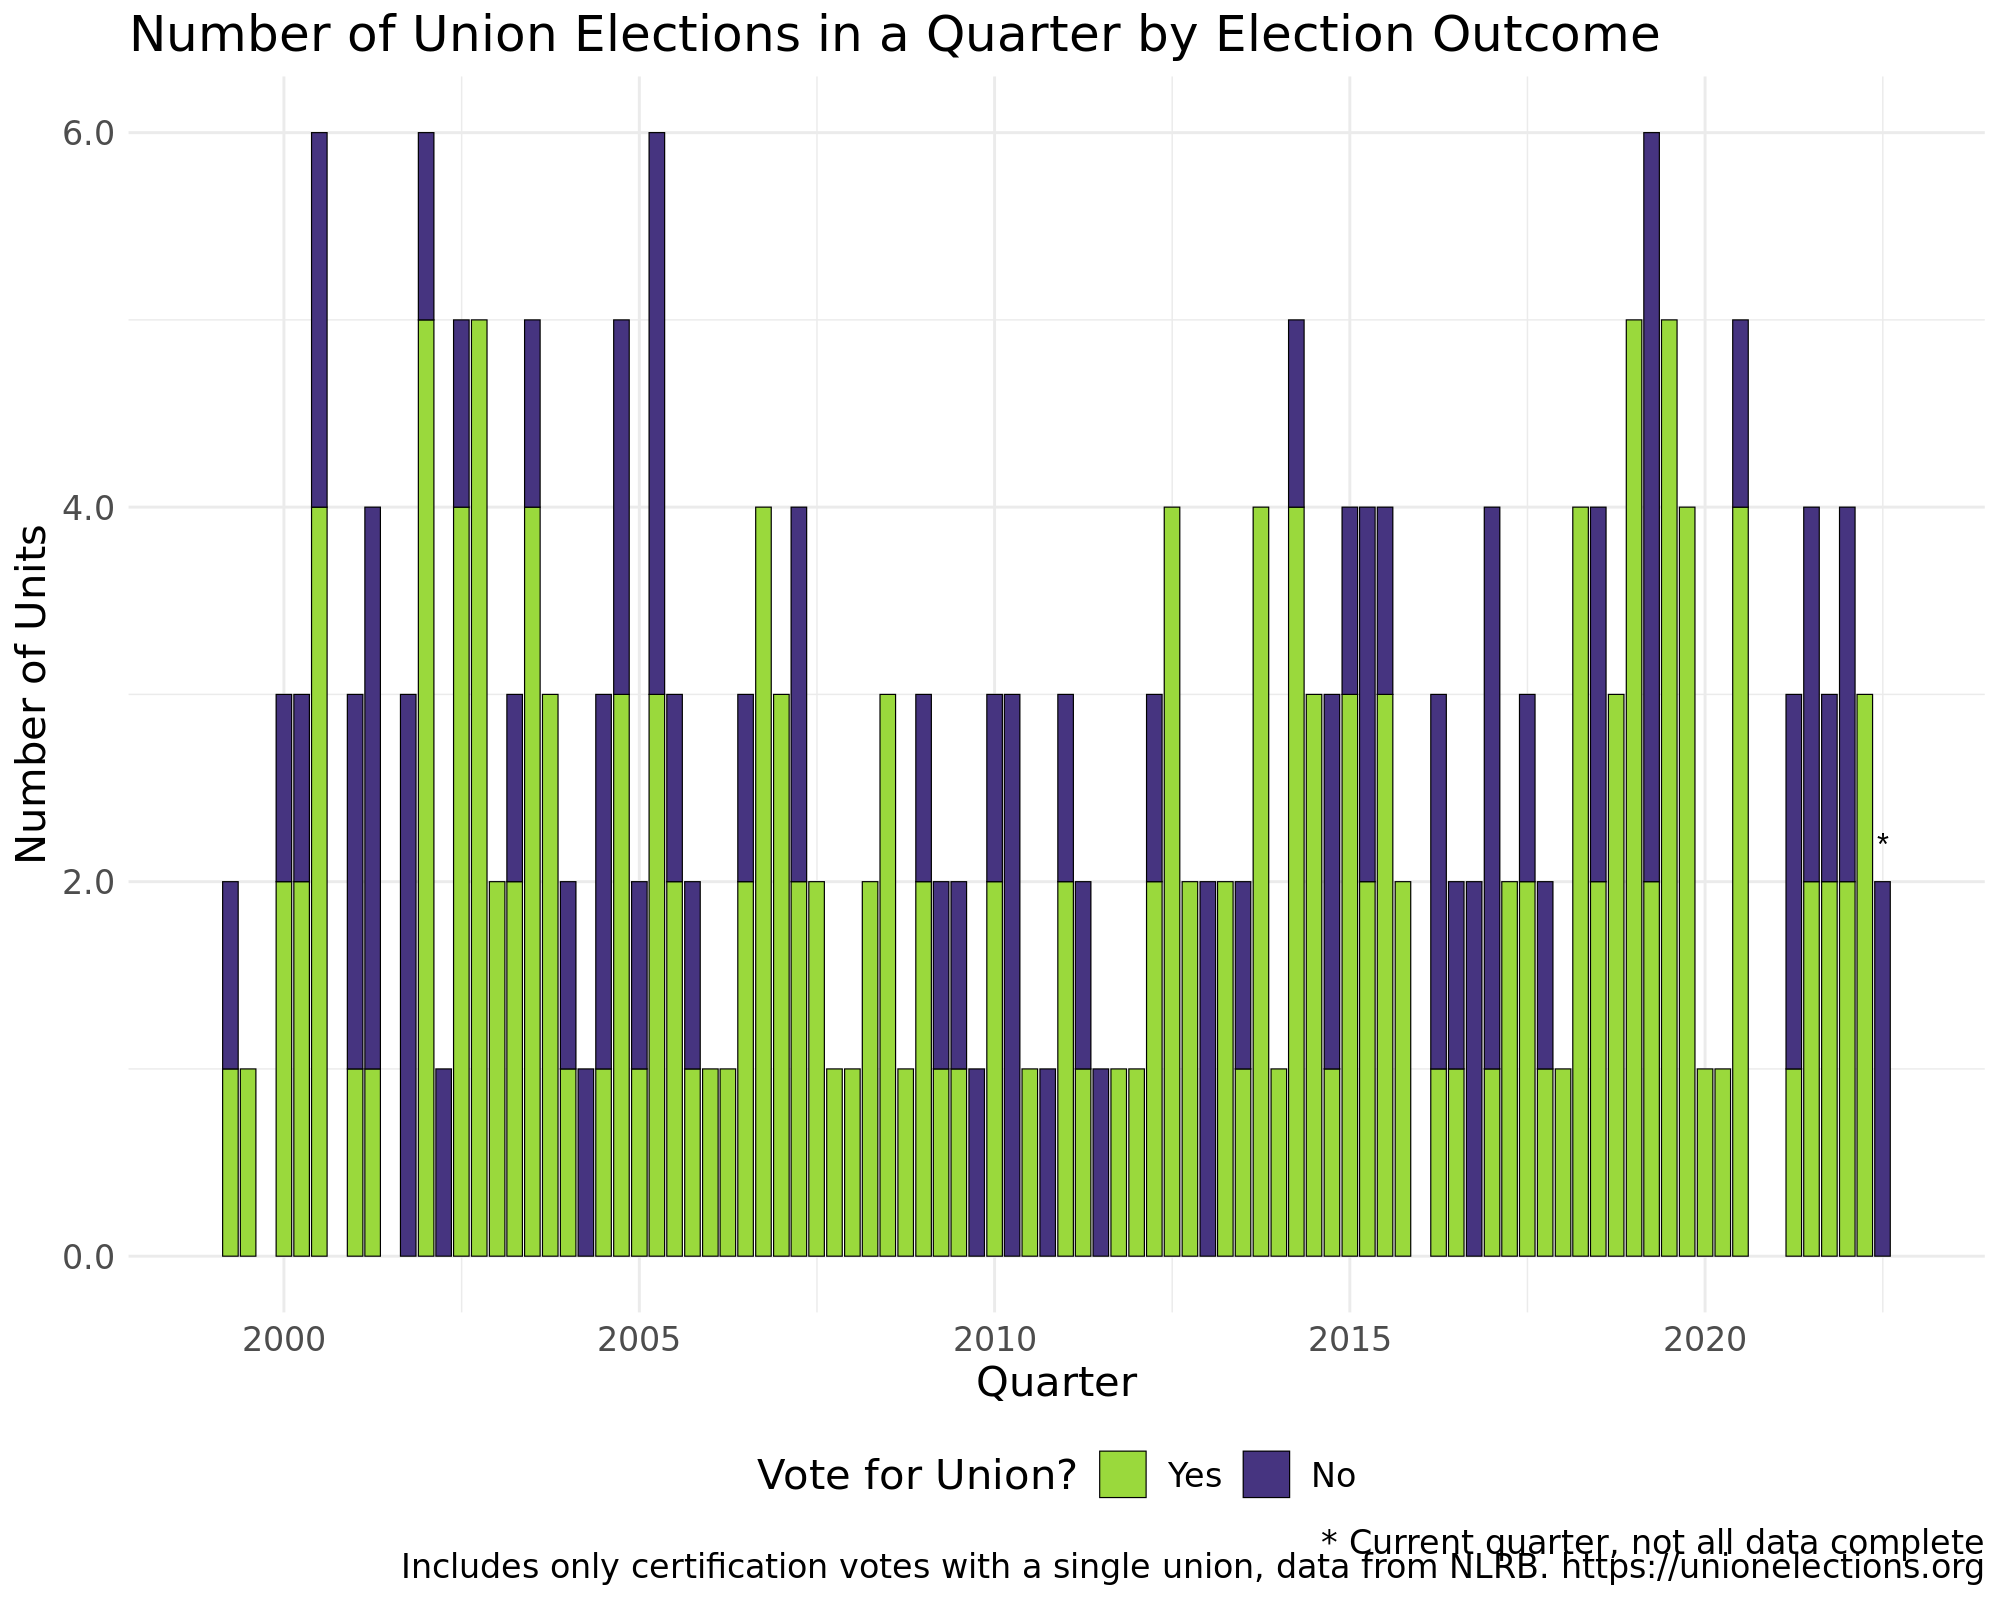 Number of Union Elections in a Quarter by Election Outcome
6.0
4.0
2.0
0.0
Number of Units
*
2000 2005 2010 2015 2020
Quarter
Vote for Union? Yes No
* Current quarter, not all data complete
Includes only certification votes with a single union, data from NLRB. https://unionelections.org